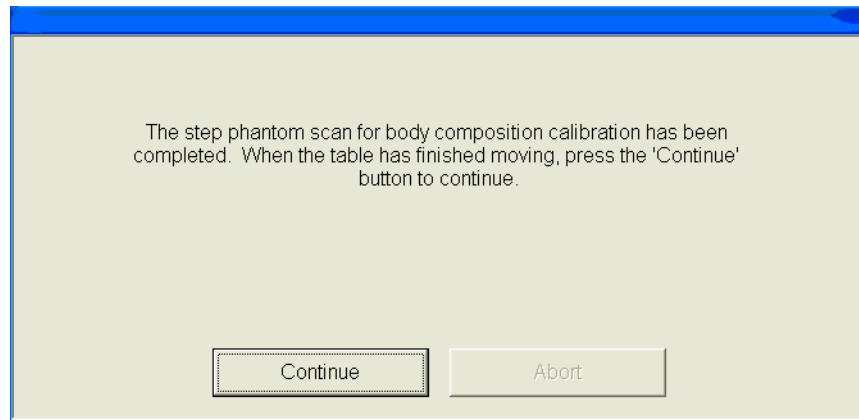 The step phantom scan for body composition calibration has been
completed.  When the table has finished moving, press the 'Continue'
button to continue.
Continue
Abort